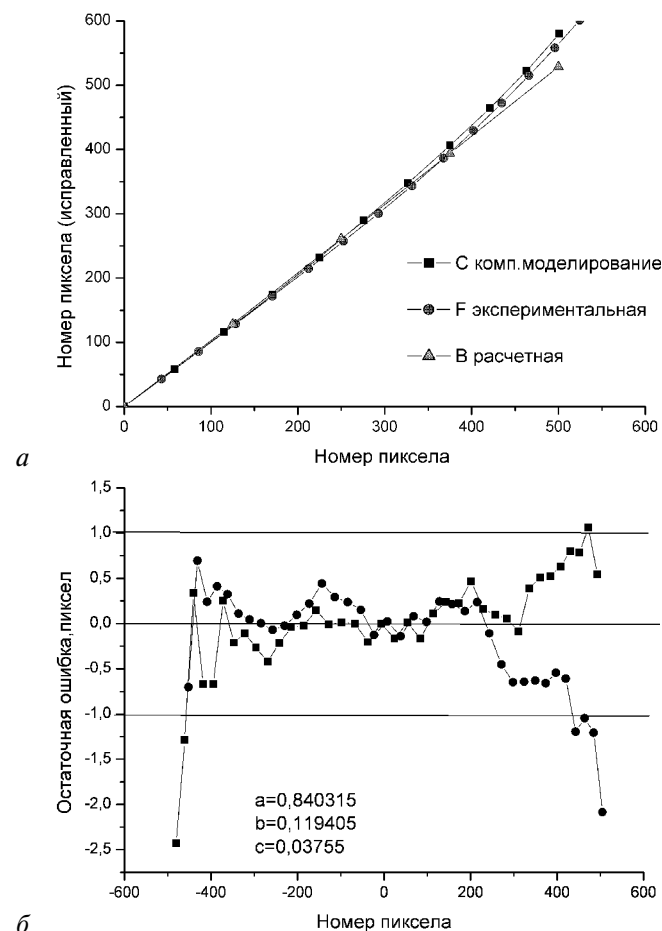 600
500
400
300
200
100
0
Номер пиксела (исправленный)
C комп.моделирование
F экспериментальная
B расчетная
0 100 200 300 400 500 600
Номер пиксела
а
1,5
1,0
0,5
0,0
-0,5
-1,0
-1,5
-2,0
-2,5
Остаточная ошибка,пиксел
a=0,840315
b=0,119405
c=0,03755
-600 -400 -200 0 200 400 600
Номер пиксела
б